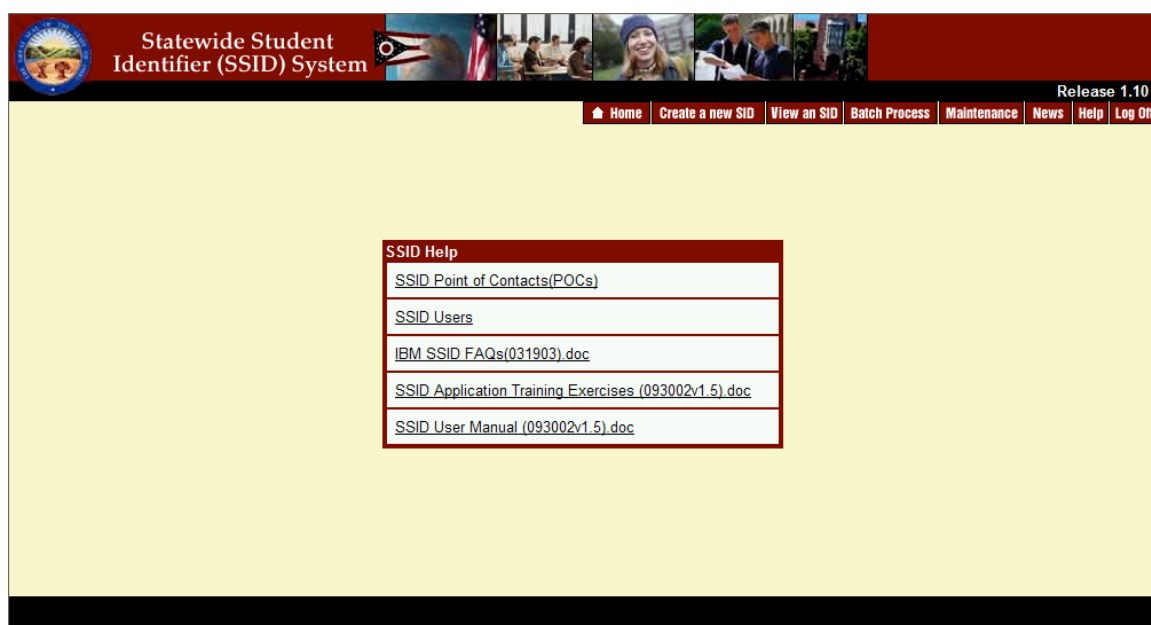 Statewide Student
Identifier (SSID) System
Release 1.10
Home Create a new SID View an SID Batch Process Maintenance News Help Log Of
SSID Help
SSID Point of Contacts(POCs)
SSID Users
IBM SSID FAQs(031903).doc
SSID Application Training Exercises (093002v1.5).doc
SSID User Manual (093002v1.5).doc